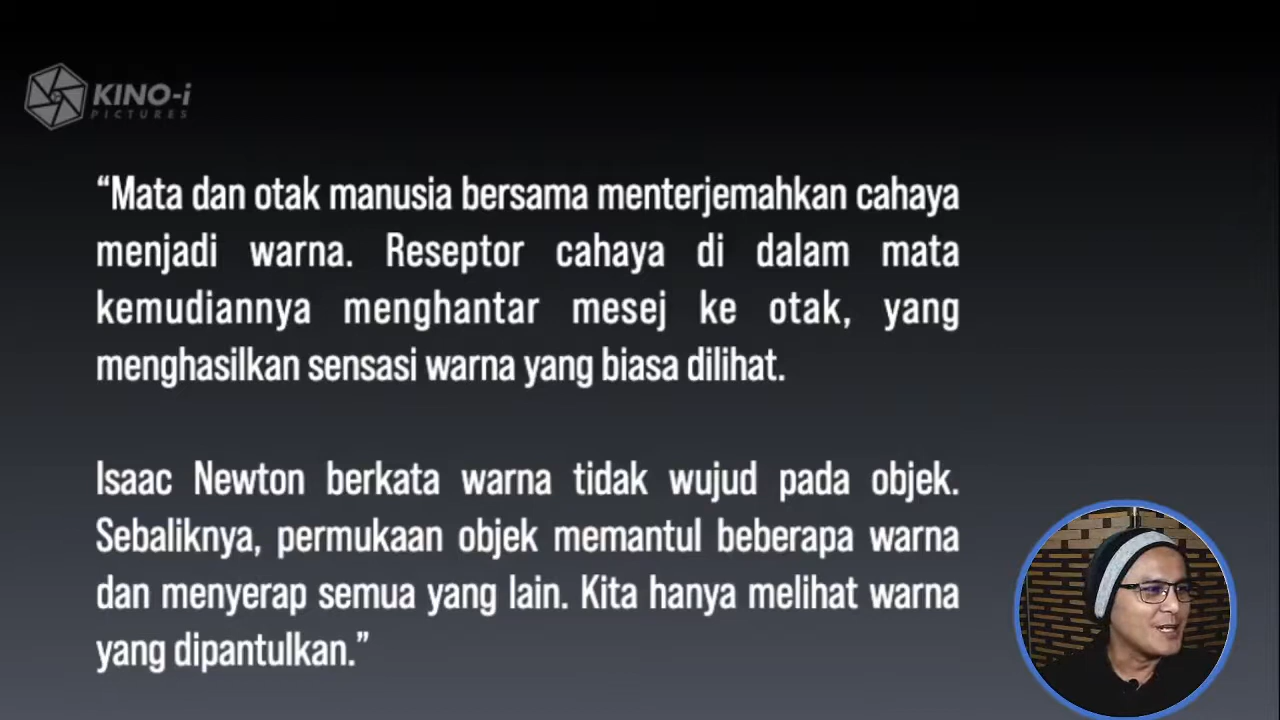 KINO-i
PICTURES
“Mata dan otak manusia bersama menterjemahkan cahaya
menjadi warna. Reseptor cahaya di dalam mata
kemudiannya menghantar mesej ke otak, yang
menghasilkan sensasi warna yang biasa dilihat.
Isaac Newton berkata warna tidak wujud pada objek.
Sebaliknya, permukaan objek memantul beberapa warna
dan menyerap semua yang lain. Kita hanya melihat warna
yang dipantulkan.”